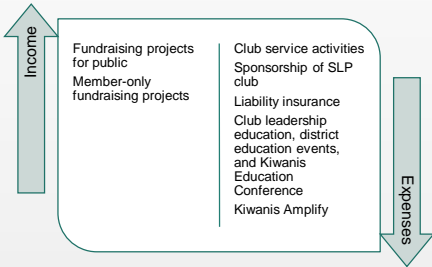 Income
Fundraising projects
for public
Member-only
fundraising projects
Club service activities
Sponsorship of SLP
club
Liability insurance
Club leadership
education, district
education events,
and Kiwanis
Education
Conference
Kiwanis Amplify
Expenses